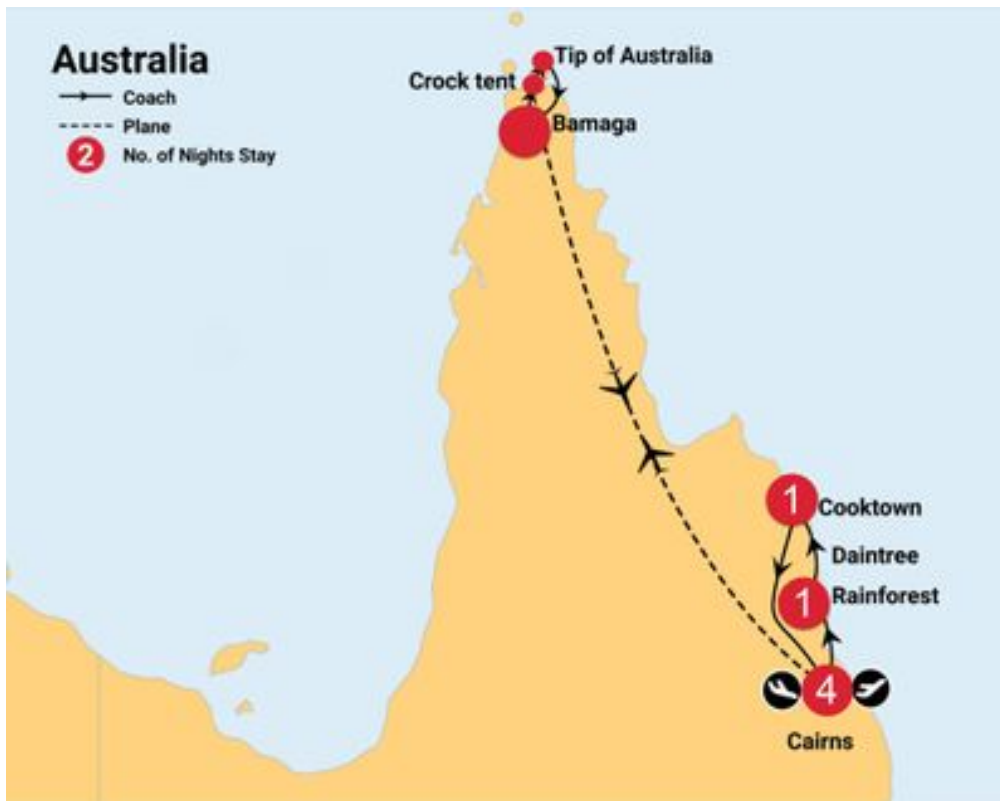 Australia
Coach
Plane
2 No. of Nights Stay
Tip of Australia
Crock tent
Bamaga
1 Cooktown
Daintree
1 Rainforest
4
Cairns